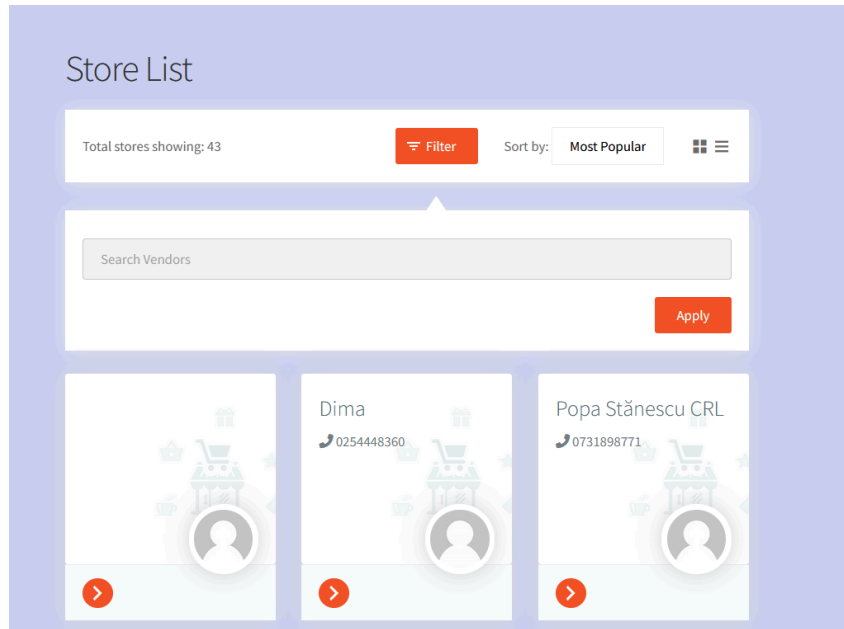 Store List
Total stores showing: 43
Filter
Sort by: Most Popular
Search Vendors
Apply
Dima
0254448360
Popa Stănescu CRL
0731898771